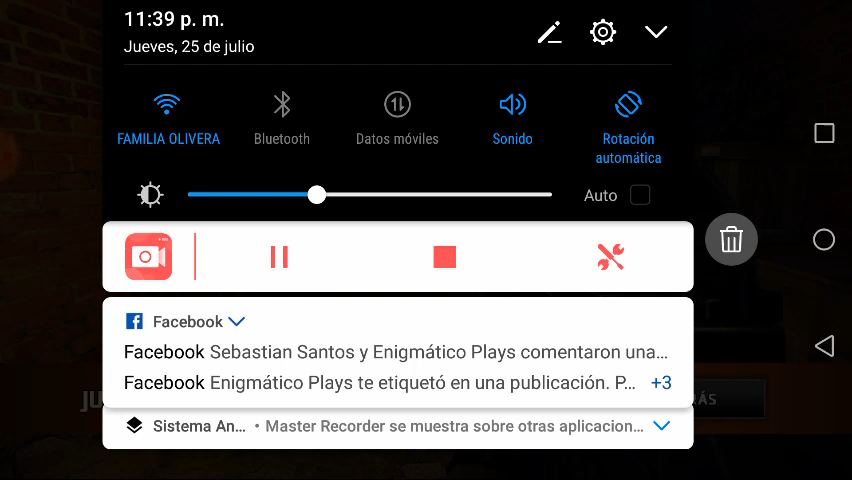 11:39 p. m.
Jueves, 25 de julio
FAMILIA OLIVERA
Bluetooth
Datos móviles
Sonido
Rotación
automática
Auto
Facebook
Facebook Sebastian Santos y Enigmático Plays comentaron una...
Facebook Enigmático Plays te etiquetó en una publicación. P... +3
JU
ÁS
Sistema An... • Master Recorder se muestra sobre otras aplicacion...